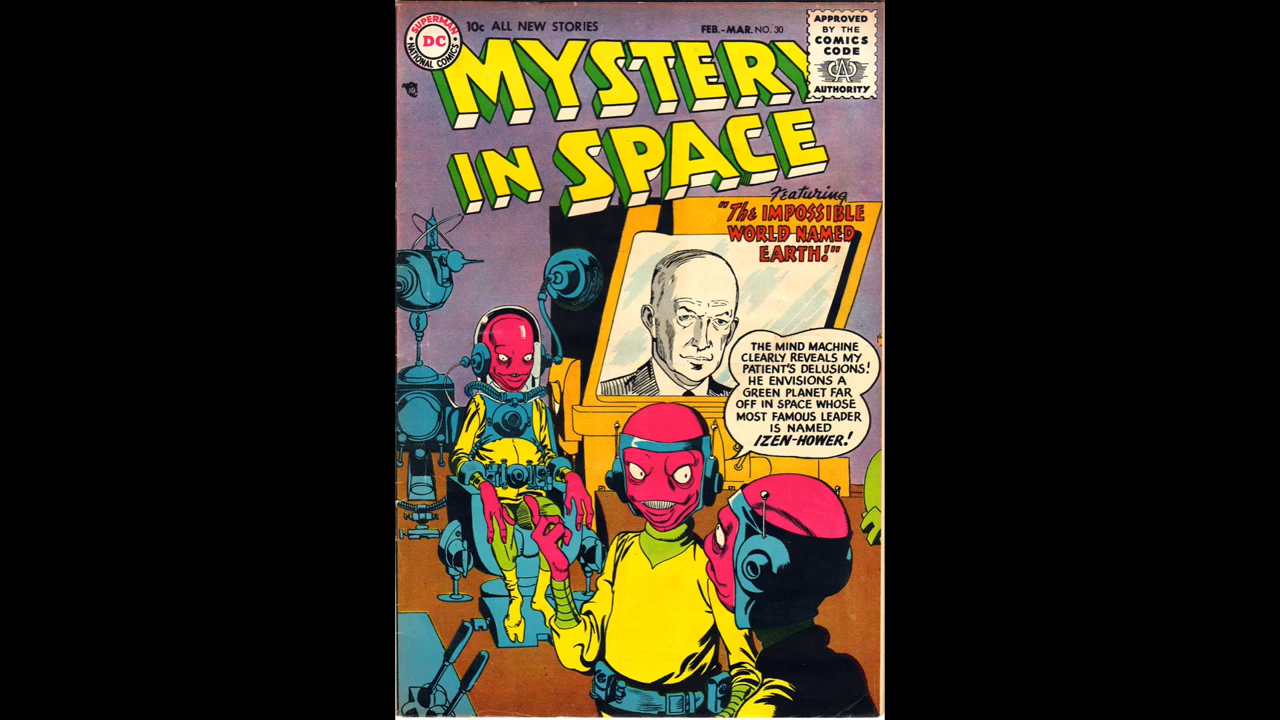 SUPERMAN
DC
NATIONAL COMICS
10c ALL NEW STORIES
FEB.-MAR. NO. 30
APPROVED
BY THE
COMICS
CODE
CA
AUTHORITY
MYSTERY
IN SPACE
Featuring
"The IMPOSSIBLE
WORLD NAMED
EARTH!"
THE MIND MACHINE
CLEARLY REVEALS MY
PATIENT'S DELUSIONS!
HE ENVISIONS A
GREEN PLANET FAR
OFF IN SPACE WHOSE
MOST FAMOUS LEADER
IS NAMED
IZEN-HOWER!